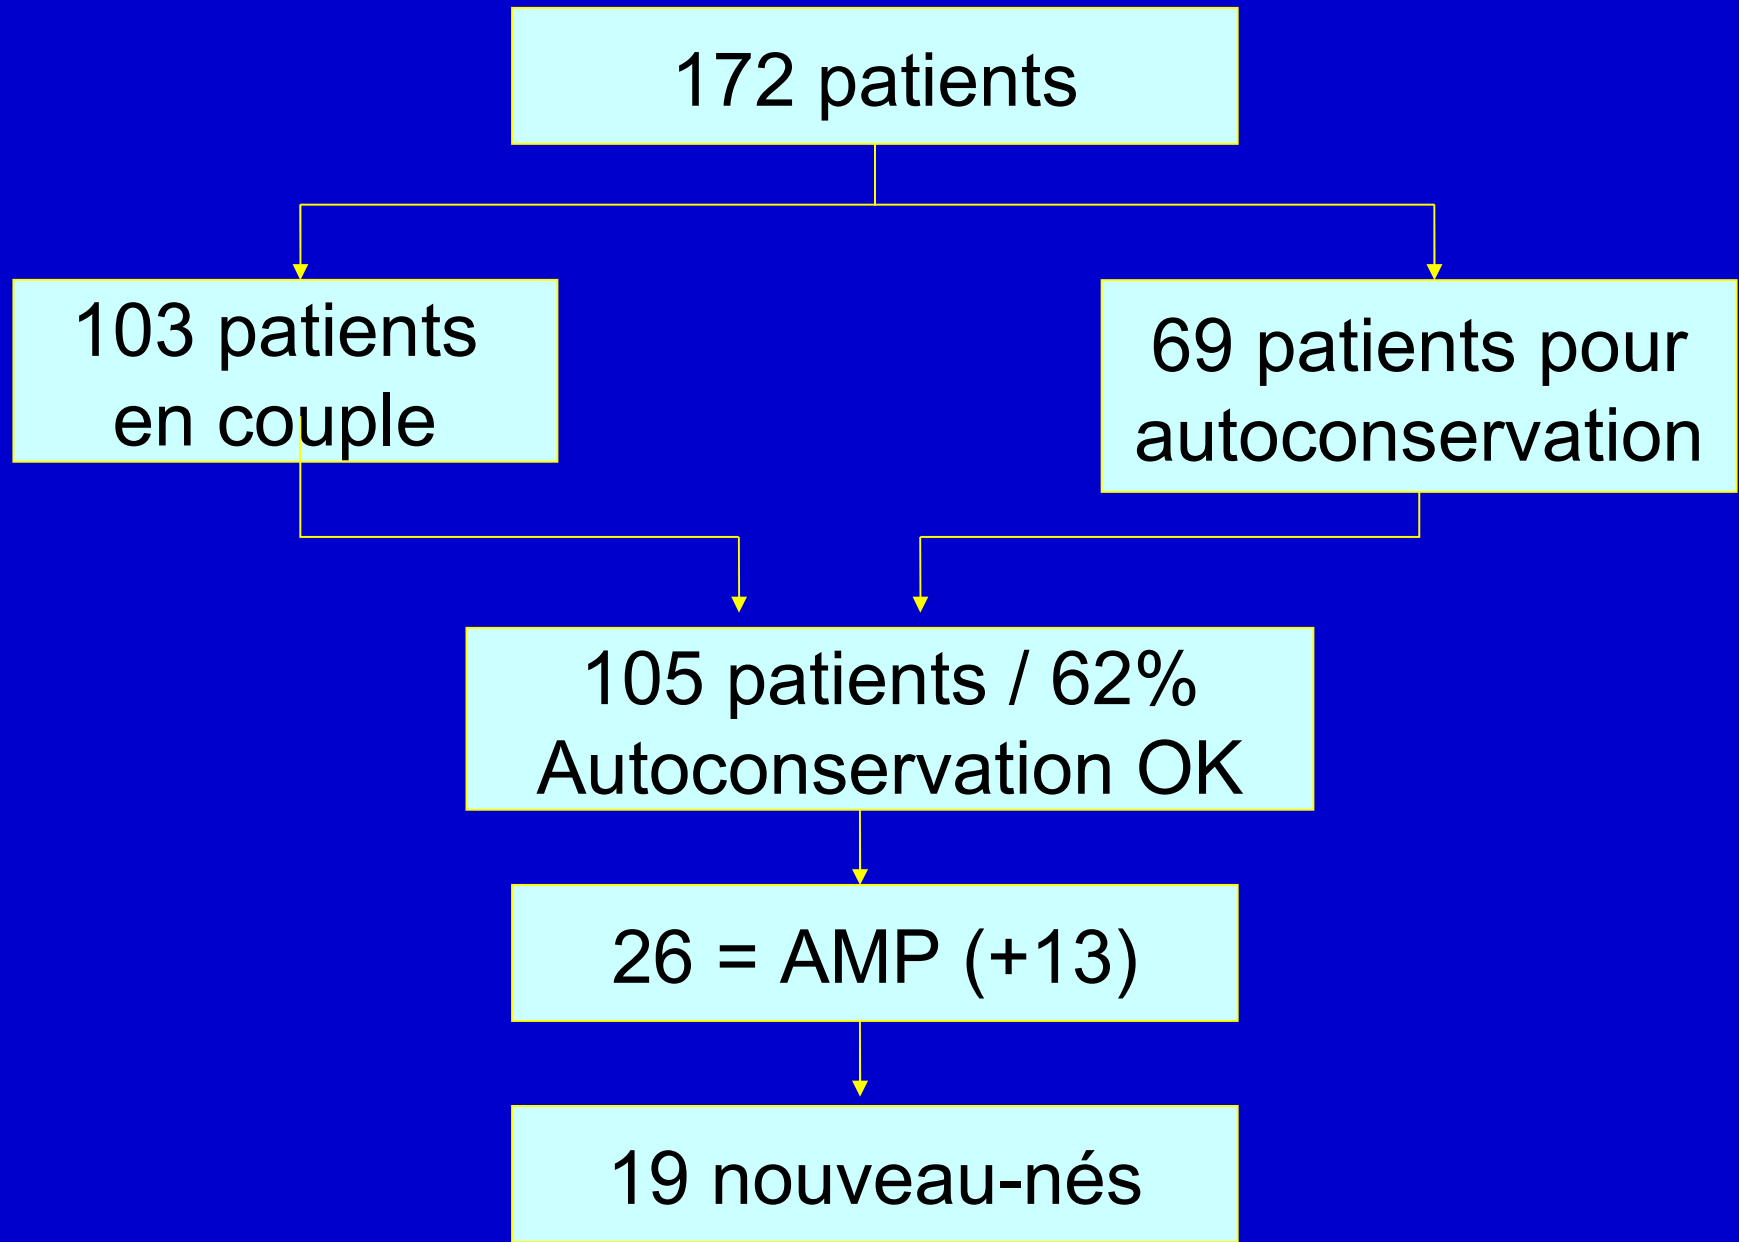 172 patients
103 patients
en couple
69 patients pour
autoconservation
105 patients / 62%
Autoconservation OK
26 = AMP (+13)
19 nouveau-nés